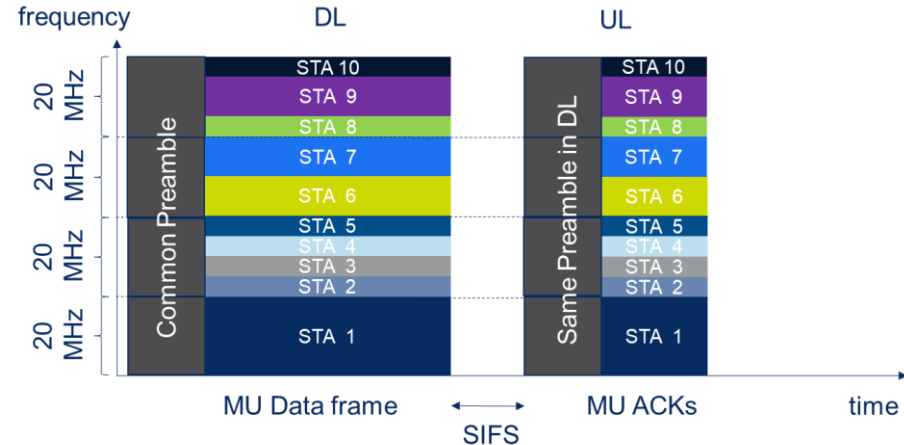 frequency
DL
UL
20
MHz
20
MHz
20
MHz
20
MHz
Common Preamble
STA 10
STA 9
STA 8
STA 7
STA 6
STA 5
STA 4
STA 3
STA 2
STA 1
Same Preamble in DL
STA 10
STA 9
STA 8
STA 7
STA 6
STA 5
STA 4
STA 3
STA 2
STA 1
MU Data frame
SIFS
MU ACKs
time